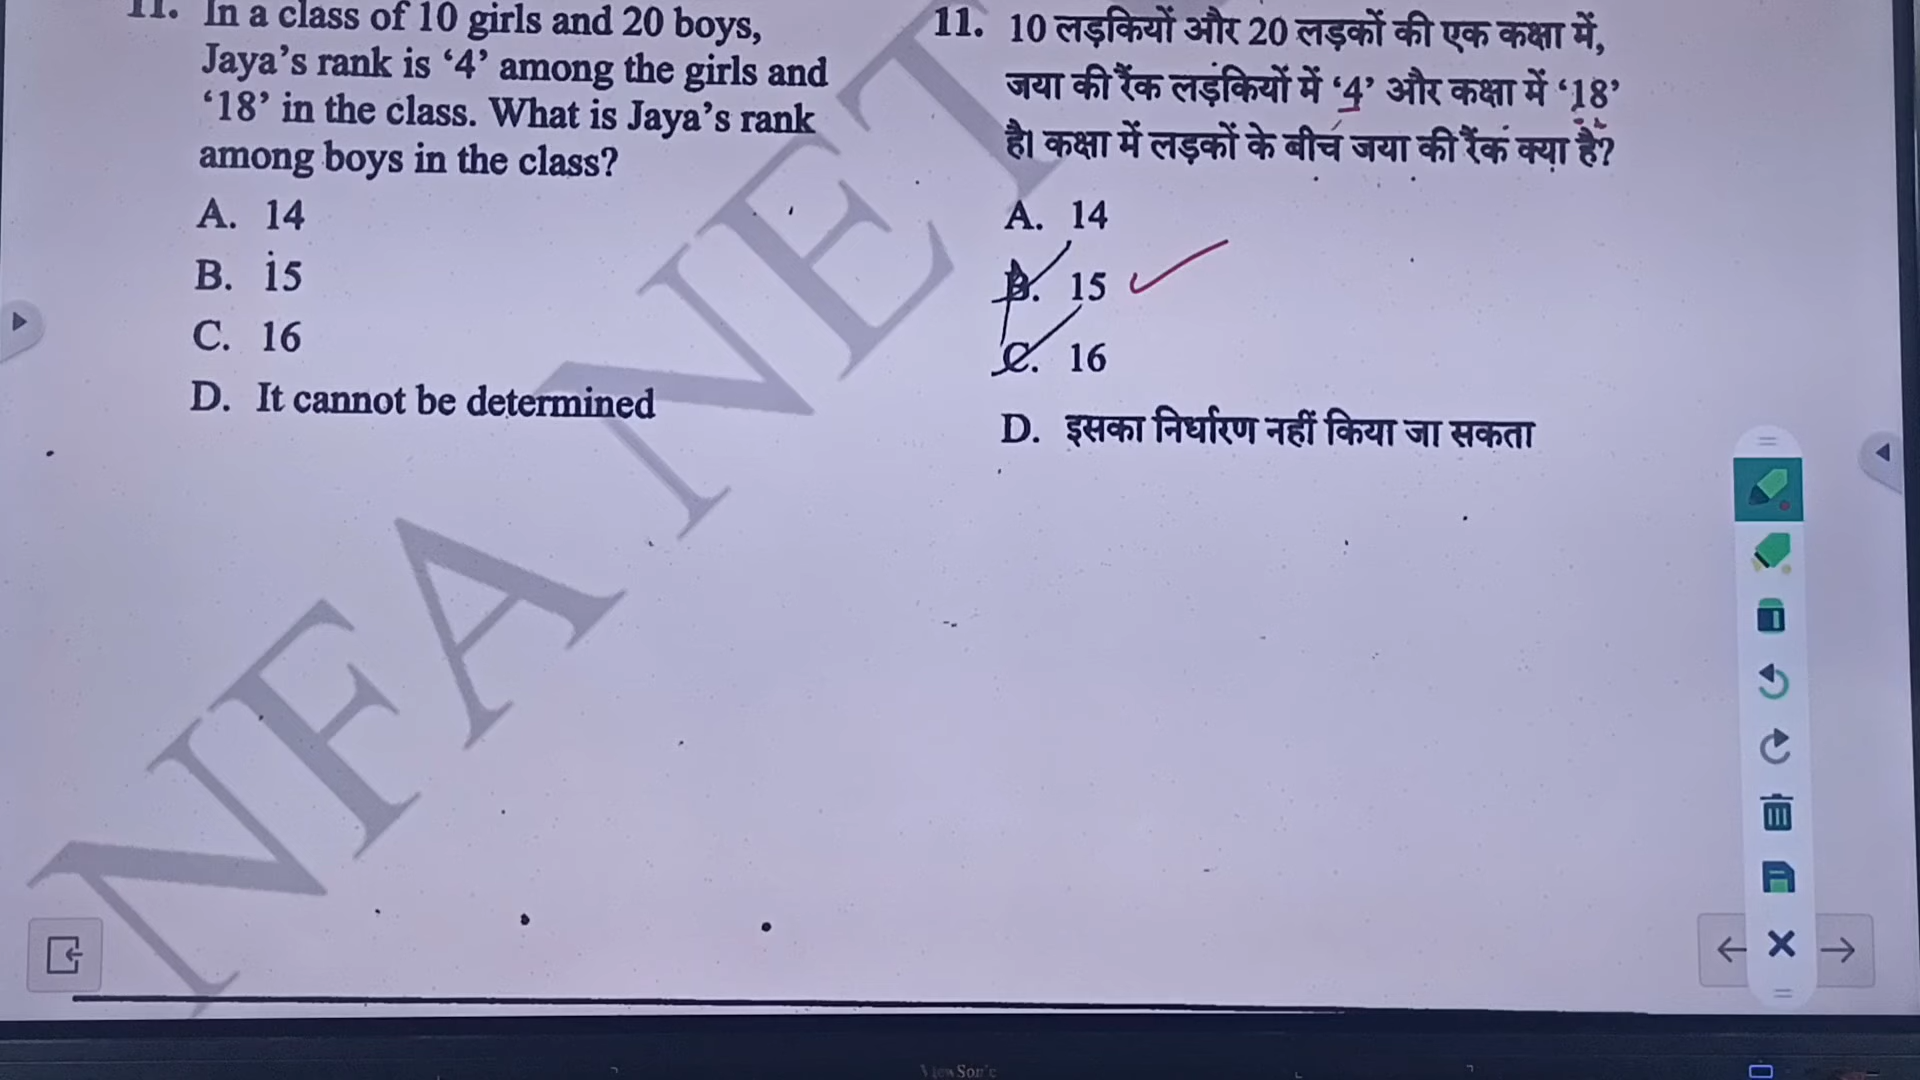 11. In a class of 10 girls and 20 boys,
Jaya's rank is ‘4’ among the girls and
‘18’ in the class. What is Jaya's rank
among boys in the class?
A. 14
B. 15
C. 16
D. It cannot be determined
11. 10 लड़कियों और 20 लड़कों की एक कक्षा में,
जया की रैंक लड़कियों में ‘4’ और कक्षा में ‘18’
है। कक्षा में लड़कों के बीच जया की रैंक क्या है?
A. 14
B. 15
C. 16
D. इसका निर्धारण नहीं किया जा सकता
NFA NET